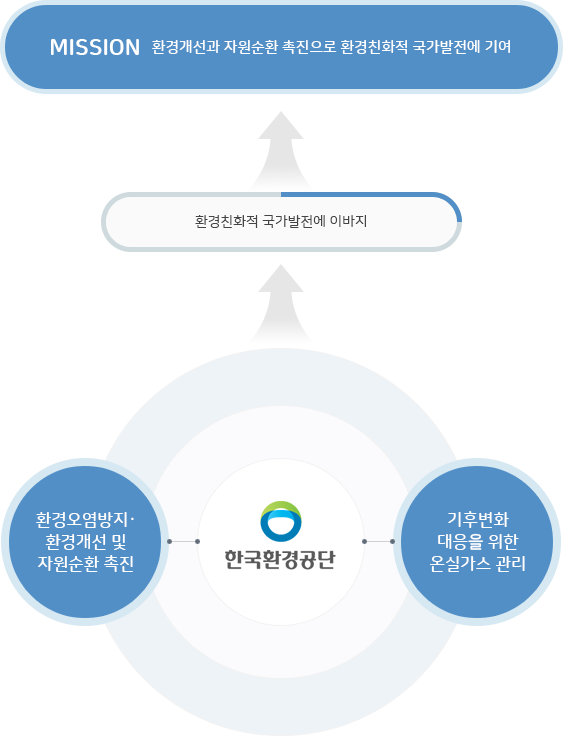 MISSION 환경개선과 자원순환 촉진으로 환경친화적 국가발전에 기여
환경친화적 국가발전에 이바지
환경오염방지·
환경개선 및
자원순환 촉진
한국환경공단
기후변화
대응을 위한
온실가스 관리